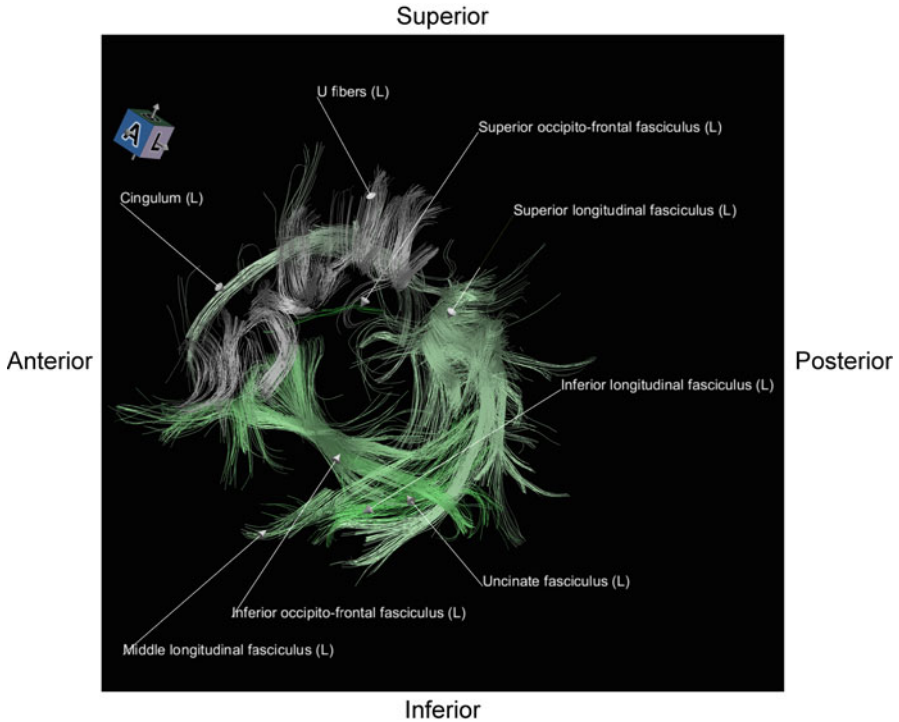 Superior
U fibers (L)
Superior occipito-frontal fasciculus (L)
A
L
Cingulum (L)
Superior longitudinal fasciculus (L)
Anterior
Posterior
Inferior longitudinal fasciculus (L)
Uncinate fasciculus (L)
Inferior occipito-frontal fasciculus (L)
Middle longitudinal fasciculus (L)
Inferior